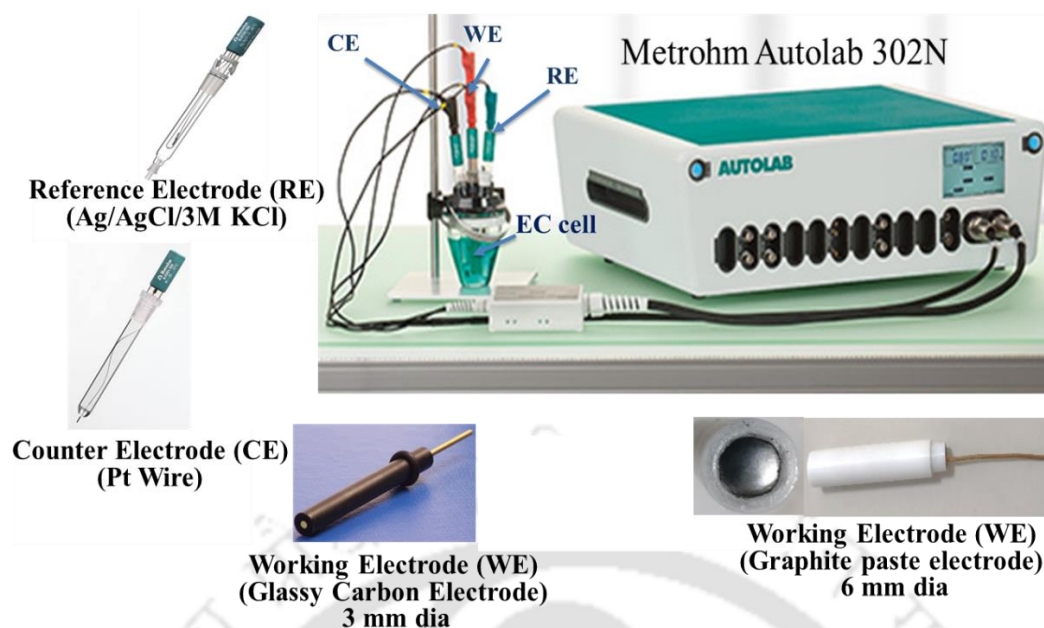 CE
WE
RE
Metrohm Autolab 302N
AUTOLAB
EC cell
Reference Electrode (RE)
(Ag/AgCl/3M KCl)
Counter Electrode (CE)
(Pt Wire)
Working Electrode (WE)
(Glassy Carbon Electrode)
3 mm dia
Working Electrode (WE)
(Graphite paste electrode)
6 mm dia